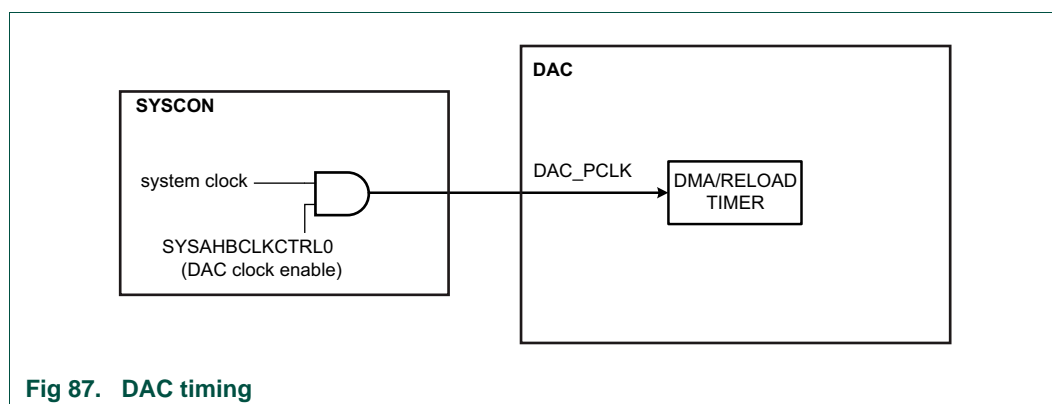 DAC
SYSCON
system clock
DAC_PCLK
DMA/RELOAD
TIMER
SYSAHBCLKCTRL0
(DAC clock enable)
Fig 87. DAC timing